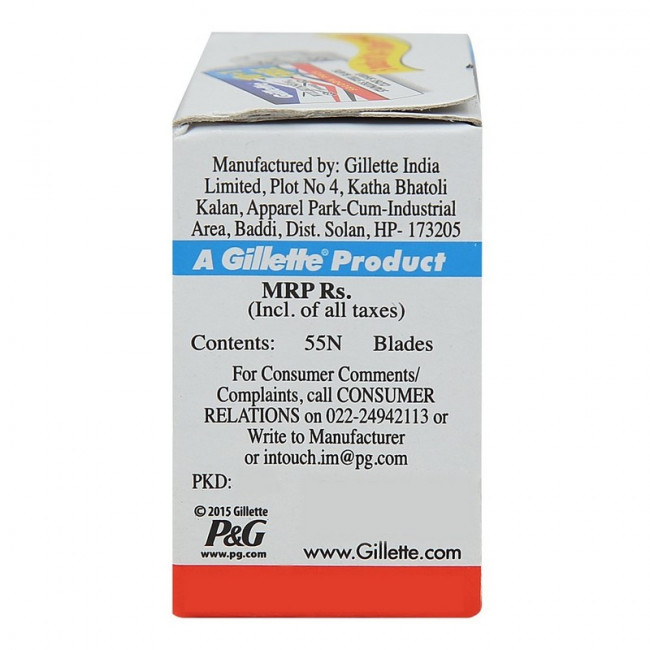 Manufactured by: Gillette India
Limited, Plot No 4, Katha Bhatoli
Kalan, Apparel Park-Cum-Industrial
Area, Baddi, Dist. Solan, HP- 173205
A Gillette® Product
MRP Rs.
(Incl. of all taxes)
Contents: 55N Blades
For Consumer Comments/
Complaints, call CONSUMER
RELATIONS on 022-24942113 or
Write to Manufacturer
or intouch.im@pg.com
PKD:
© 2015 Gillette
P&G
www.pg.com
www.Gillette.com